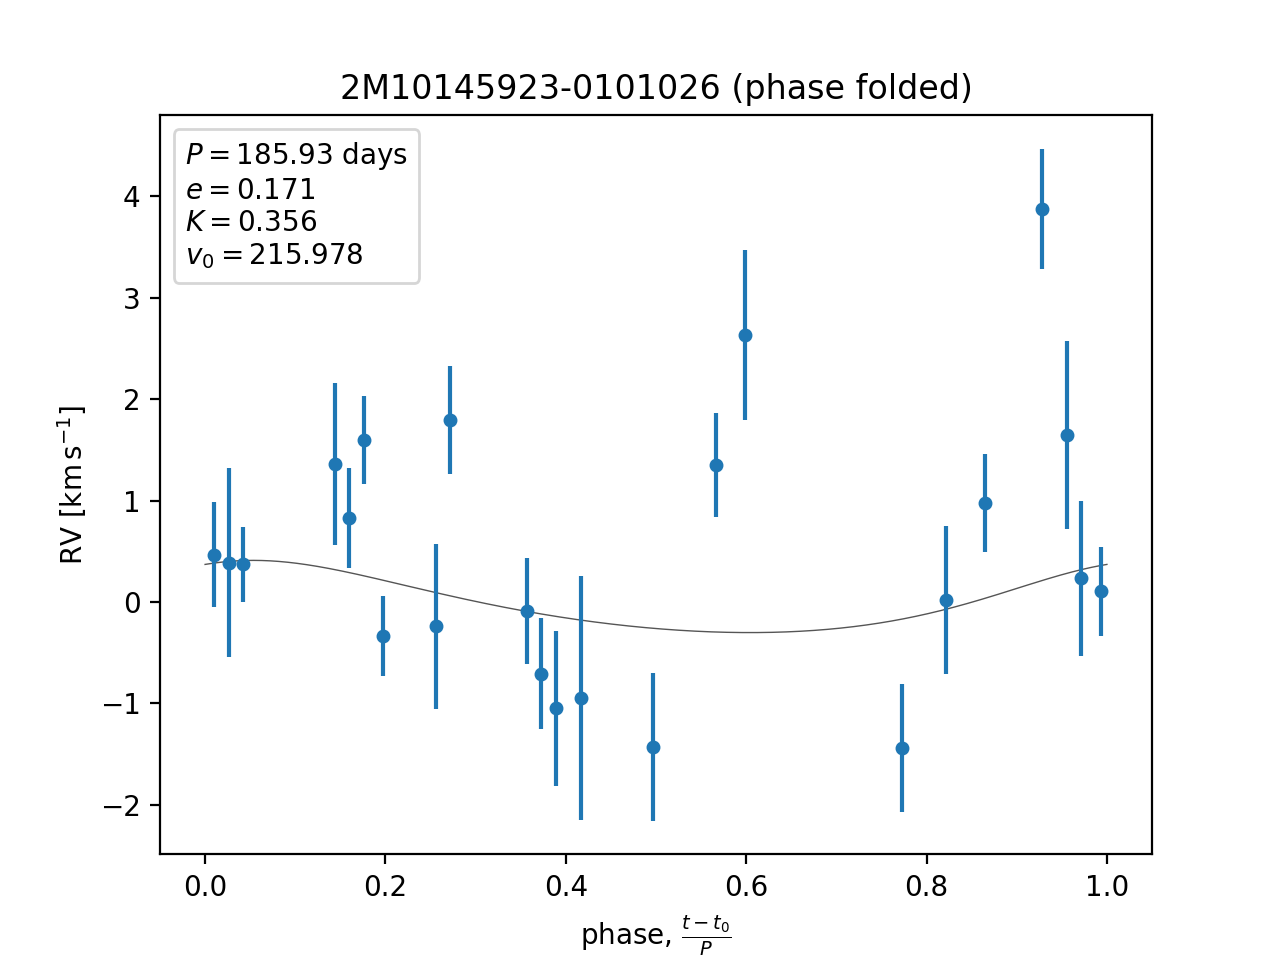 2M10145923-0101026 (phase folded)
P = 185.93 days
e = 0.171
K = 0.356
v₀ = 215.978
RV [km s⁻¹]
4
3
2
1
0
−1
−2
0.0 0.2 0.4 0.6 0.8 1.0
phase, (t − t₀)/P